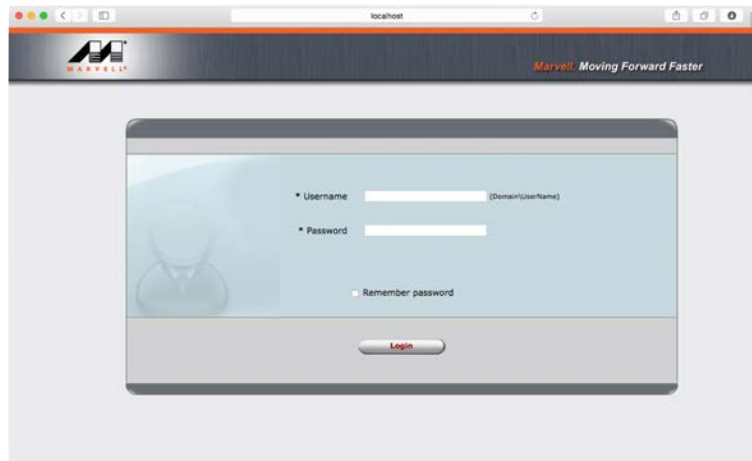 localhost
MARVELL®
Marvell. Moving Forward Faster
* Username (Domain\UserName)
* Password
Remember password
Login